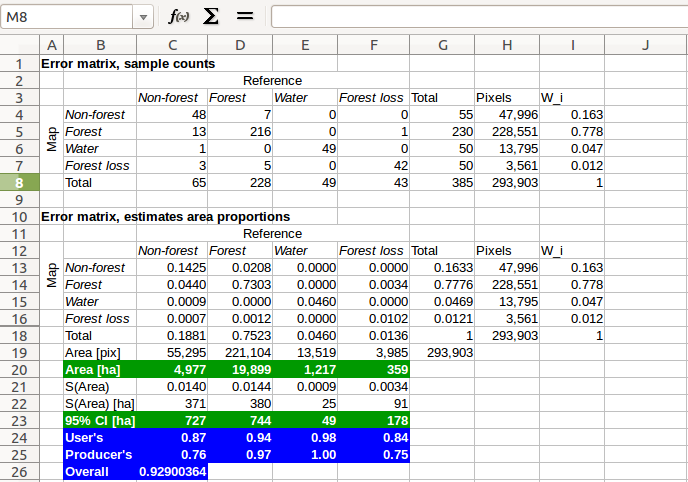 M8 f(x) Σ =
A B C D E F G H I J
1 Error matrix, sample counts
2 Reference
3 Non-forest Forest Water Forest loss Total Pixels W_i
4 Non-forest 48 7 0 0 55 47,996 0.163
5 Map Forest 13 216 0 1 230 228,551 0.778
6 Water 1 0 49 0 50 13,795 0.047
7 Forest loss 3 5 0 42 50 3,561 0.012
8 Total 65 228 49 43 385 293,903 1
9
10 Error matrix, estimates area proportions
11 Reference
12 Non-forest Forest Water Forest loss Total Pixels W_i
13 Map Non-forest 0.1425 0.0208 0.0000 0.0000 0.1633 47,996 0.163
14 Forest 0.0440 0.7303 0.0000 0.0034 0.7776 228,551 0.778
15 Water 0.0009 0.0000 0.0460 0.0000 0.0469 13,795 0.047
16 Forest loss 0.0007 0.0012 0.0000 0.0102 0.0121 3,561 0.012
18 Total 0.1881 0.7523 0.0460 0.0136 1 293,903 1
19 Area [pix] 55,295 221,104 13,519 3,985 293,903
20 Area [ha] 4,977 19,899 1,217 359
21 S(Area) 0.0140 0.0144 0.0009 0.0034
22 S(Area) [ha] 371 380 25 91
23 95% CI [ha] 727 744 49 178
24 User's 0.87 0.94 0.98 0.84
25 Producer's 0.76 0.97 1.00 0.75
26 Overall 0.92900364